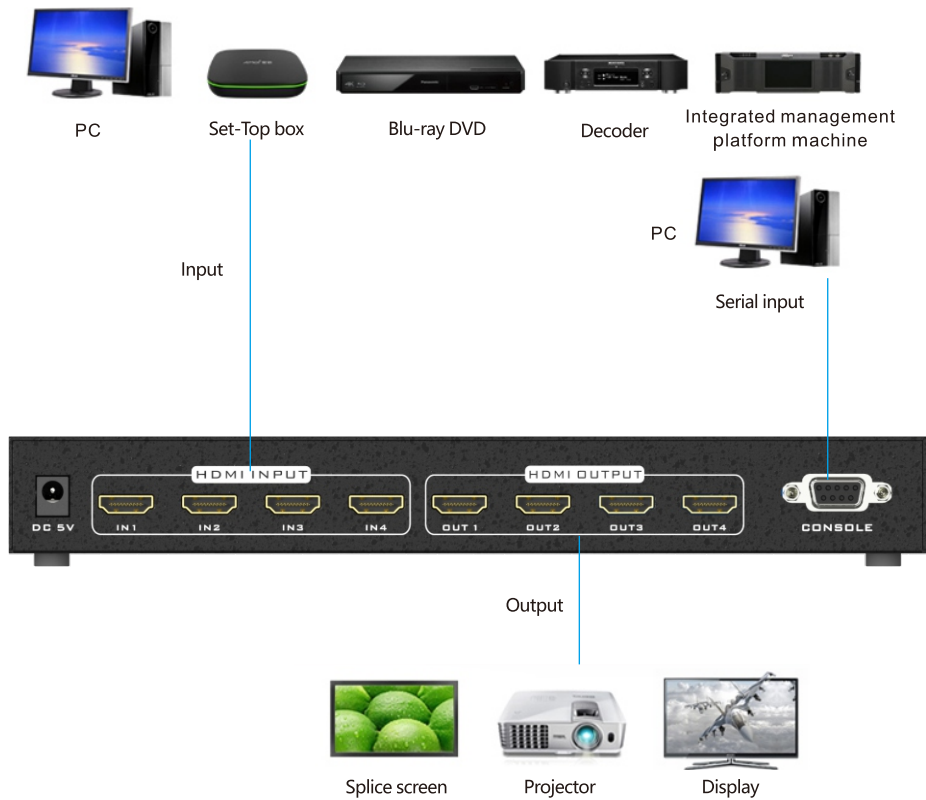 PC
Set-Top box
Blu-ray DVD
Decoder
Integrated management
platform machine
PC
Input
Serial input
HDMI INPUT
HDMI OUTPUT
DC 5V
IN1
IN2
IN3
IN4
OUT 1
OUT2
OUT3
OUT4
CONSOLE
Output
Splice screen
Projector
Display